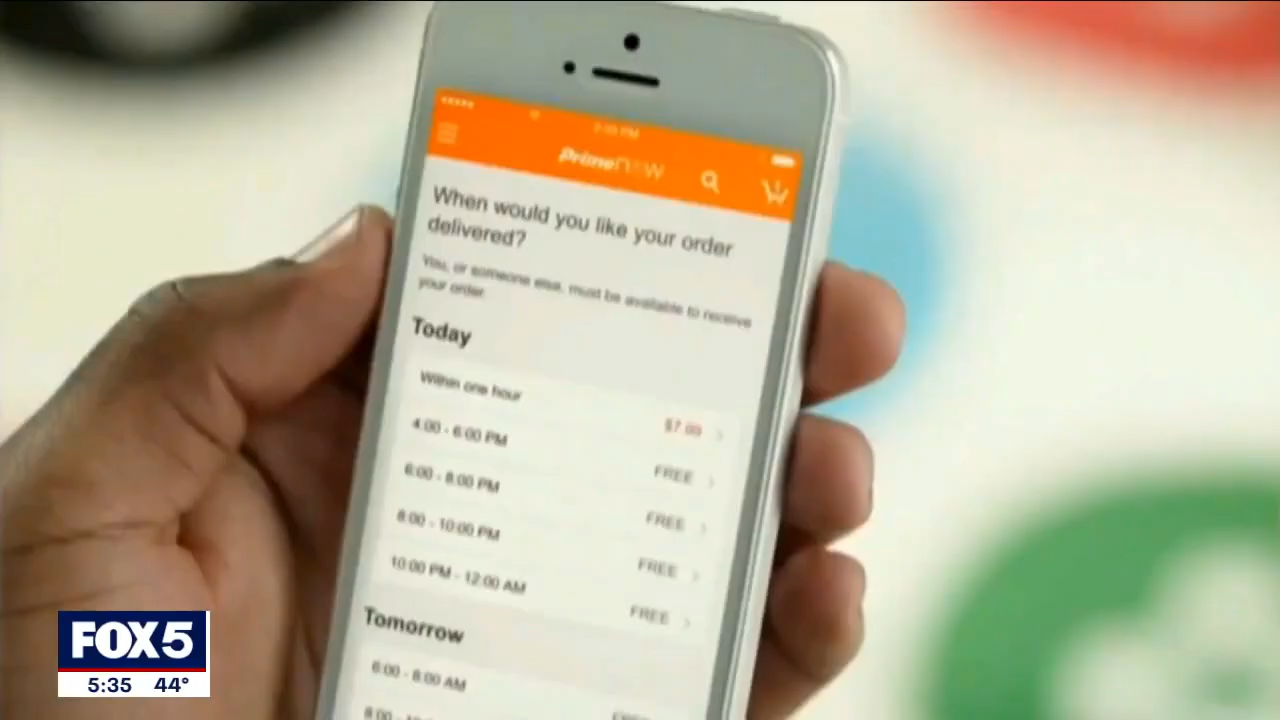 2:00 PM
PrimenOW
When would you like your order
delivered?
You, or someone else, must be available to receive
your order.
Today
Within one hour $7.99
4:00 - 6:00 PM FREE
6:00 - 8:00 PM FREE
8:00 - 10:00 PM FREE
10:00 PM - 12:00 AM FREE
Tomorrow
6:00 - 8:00 AM
FOX5
5:35 44°